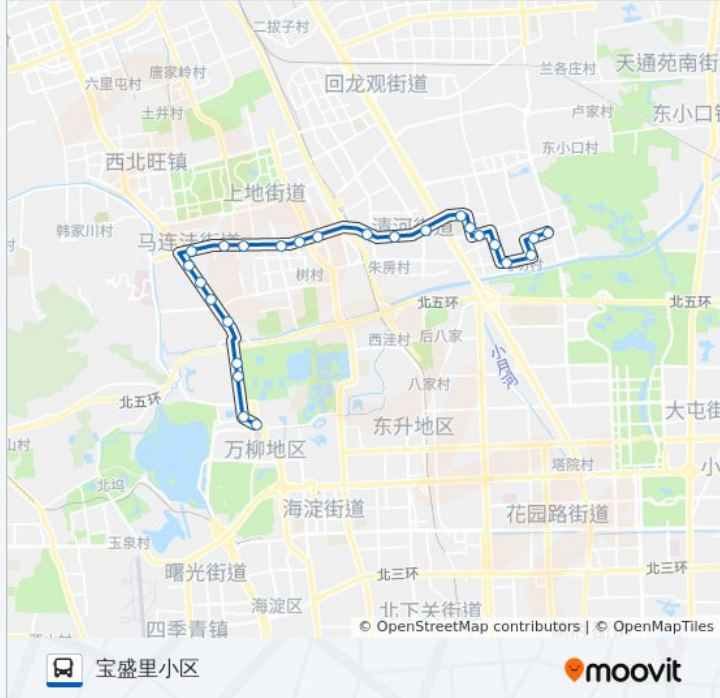 二拨子村
兰各庄村
天通苑南街
唐家岭村
回龙观街道
六里屯村
土井村
卢家村
东小口镇
东小口村
西北旺镇
上地街道
韩家川村
马连洼街道
清河街道
树村
朱房村
北五环
北五环
西洼村
后八家
小月河
八家村
北五环
大屯街
山村
东升地区
万柳地区
塔院村
小
北坞
海淀街道
花园路街道
玉泉村
曙光街道
北三环
北三环
海淀区
北下关街道
四季青镇
© OpenStreetMap contributors | © OpenMapTiles
宝盛里小区
moovit